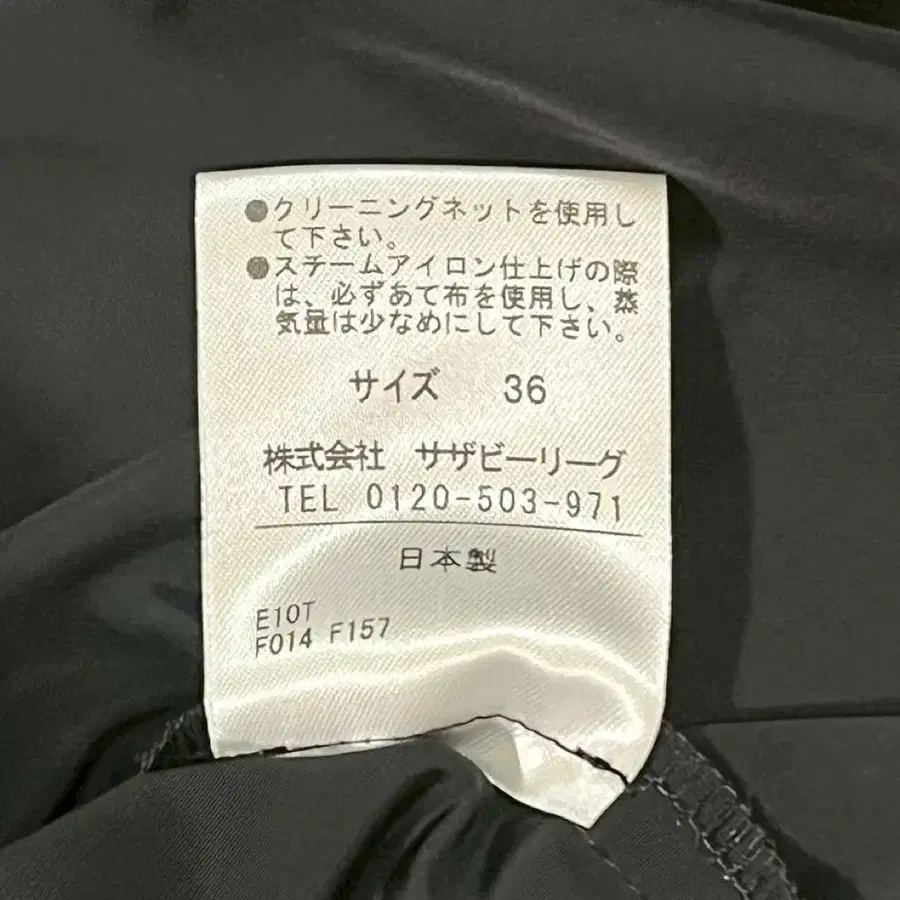 ●クリーニングネットを使用し
て下さい。
●スチームアイロン仕上げの際
は、必ずあて布を使用し、蒸
気量は少なめにして下さい。
サイズ 36
株式会社 サザビーリーグ
TEL 0120-503-971
日本製
E10T
F014 F157